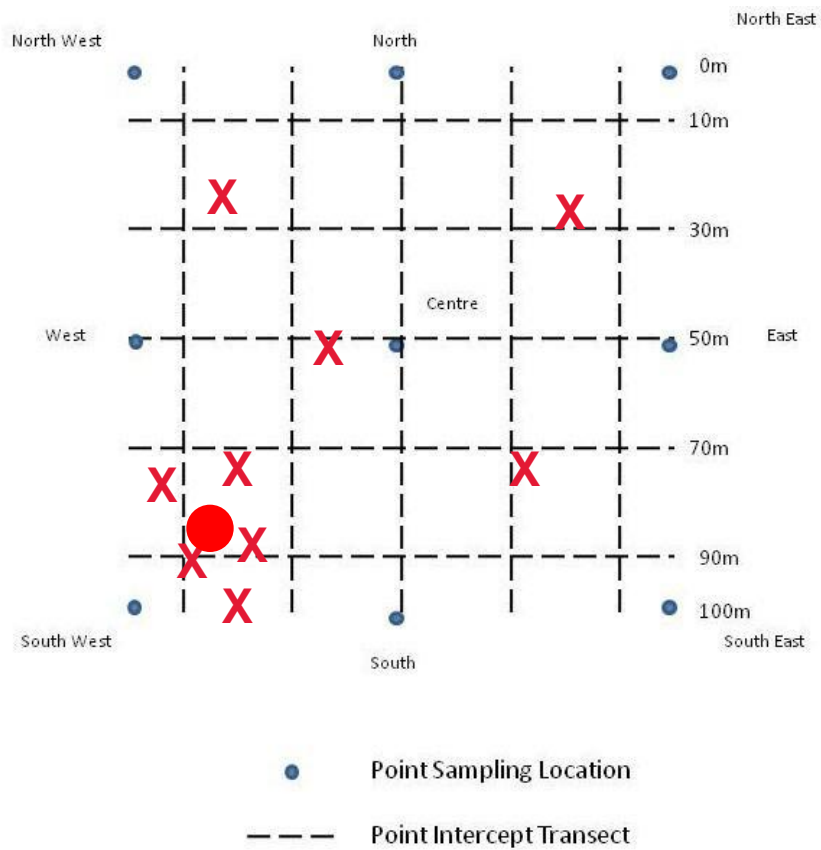 North East
North West
North
0m
10m
X
X
30m
Centre
West
50m
East
X
70m
X
X
X
X
90m
X
X
100m
South West
South East
South
Point Sampling Location
Point Intercept Transect